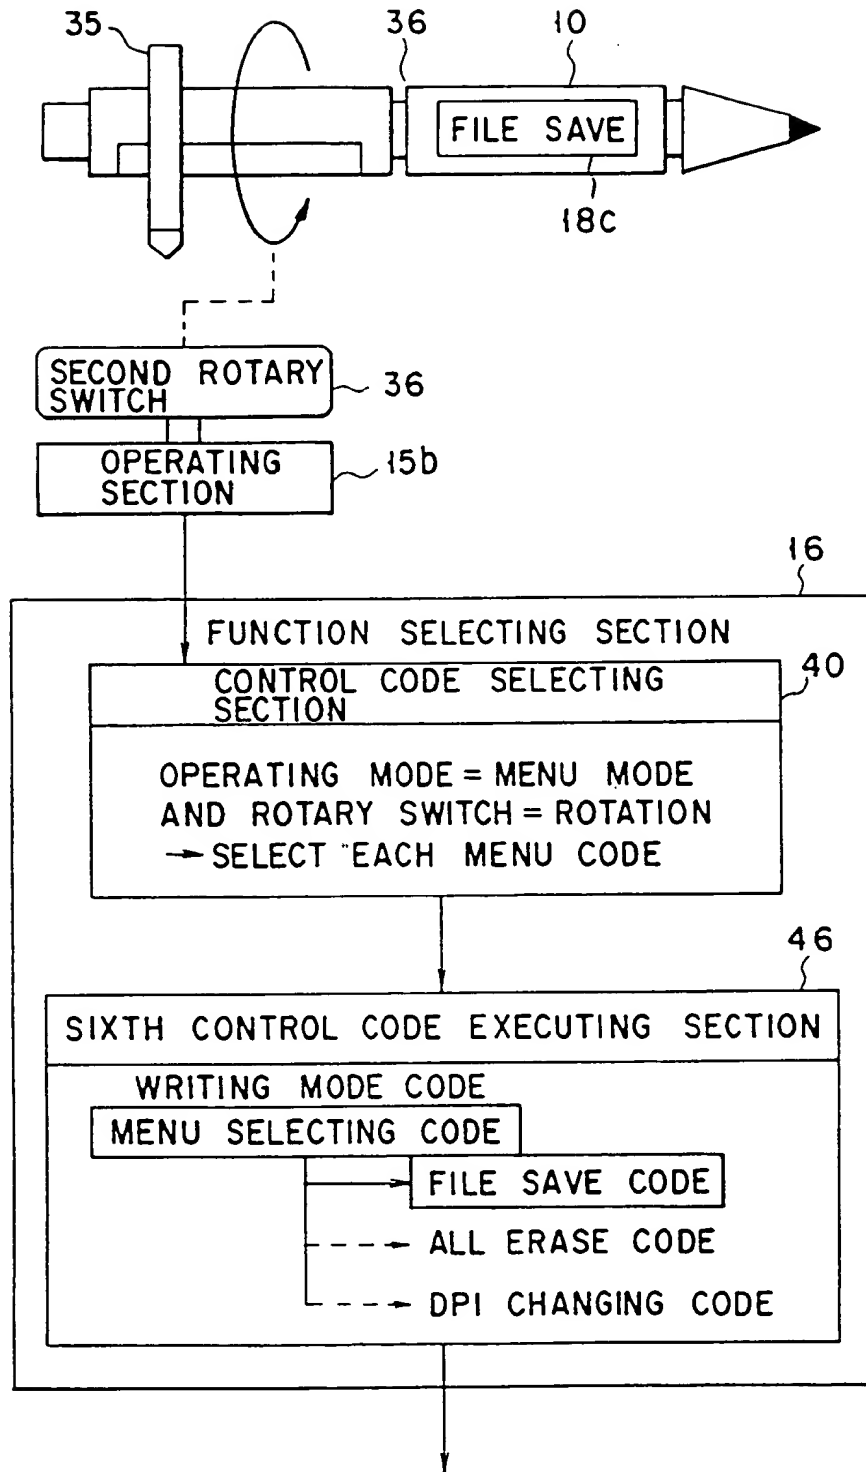 35
36
10
FILE SAVE
18c
SECOND ROTARY
SWITCH
36
OPERATING
SECTION
15b
16
FUNCTION SELECTING SECTION
40
CONTROL CODE SELECTING
SECTION
OPERATING MODE = MENU MODE
AND ROTARY SWITCH = ROTATION
→ SELECT EACH MENU CODE
46
SIXTH CONTROL CODE EXECUTING SECTION
WRITING MODE CODE
MENU SELECTING CODE
FILE SAVE CODE
ALL ERASE CODE
DPI CHANGING CODE